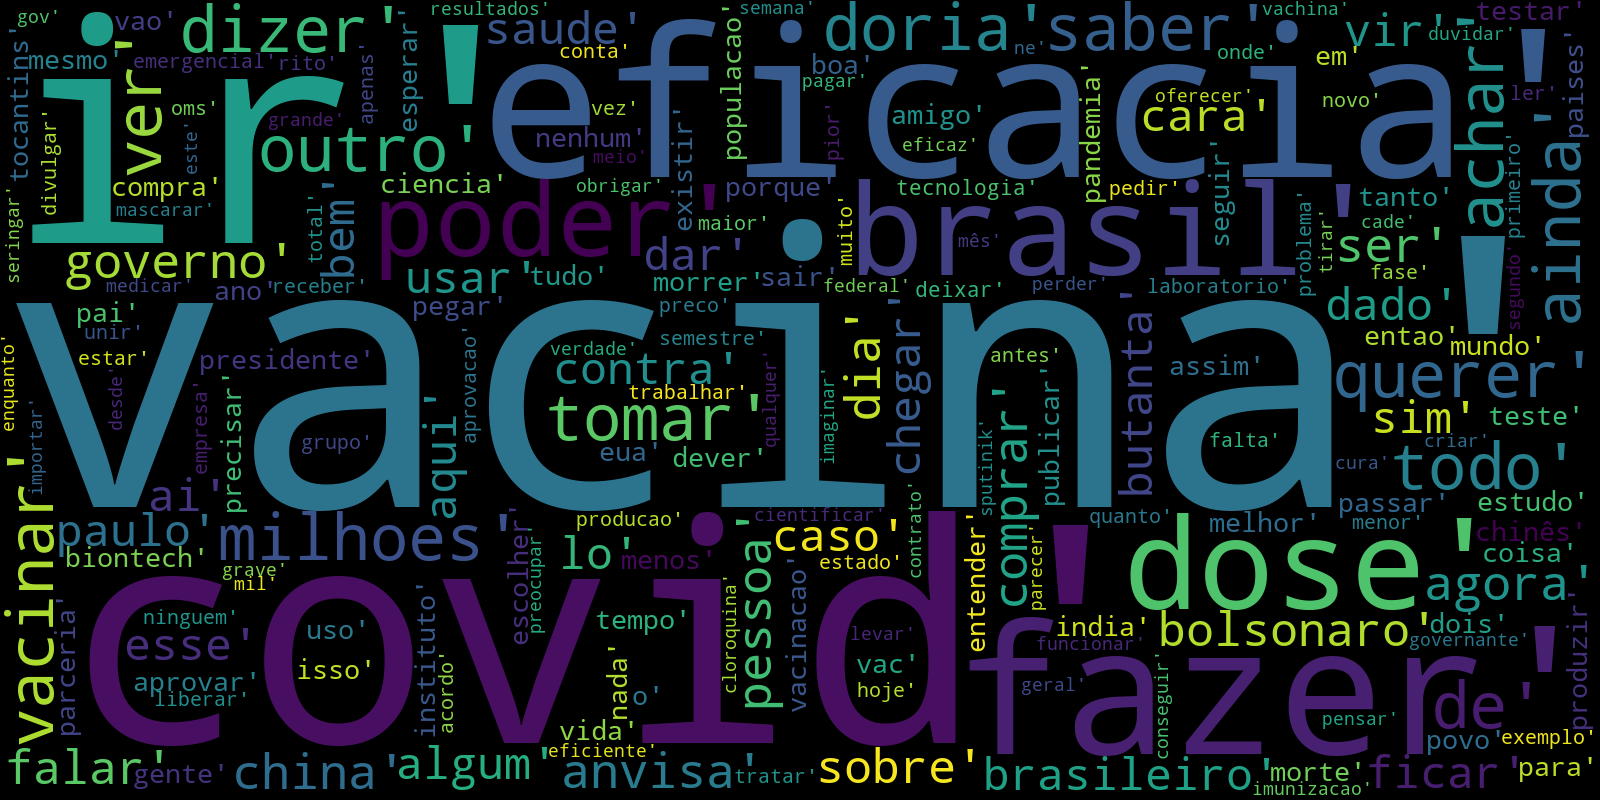 gov' vao' dizer' resultados' saude' semana' doria' saber' vachina' vir' testar'
mesmo' emergencial' rito' conta' ne' onde' em' duvidar'
tocantins' ver' ir' apenas' esperar' eficacia' populacao' boa' pagar' achar' ler' paises'
oms' grande' vez' amigo' oferecer' cara' novo'
divulgar' este' outro' nenhum' meio' existir' pior' eficaz' pandemia' ainda'
seringar' compra' mascarar' ciencia' obrigar' porque' tecnologia' pedir' seguir' tanto' primeiro'
total' bem' poder' maior' muito' brasil' mês' problema' tirar' cade' ser'
governo' usar' tudo' dar' sair' fase'
medicar' ano' receber' morrer' federal' deixar' perder' laboratorio' dado' segundo'
pai' unir' pegar' preco' semestre' entao' mundo'
enquanto' estar' presidente' verdade' contra' dia' chegar' antes' butanta' assim' querer'
vacina'
desde' empresa' precisar' grupo' aqui' aprovacao' tomar' trabalhar' qualquer' imaginar' falta' sim' teste'
importar' eua' dever' sputinik' comprar' publicar' criar' cura' todo'
vacinar' ai' contrato' passar' estudo'
paulo' milhoes' escolher' producao' cientificar' caso' quanto' melhor' menor' chinês'
biontech' grave' mil' preocupar' lo' menos' pessoa' estado' entender' parecer' dose' coisa' agora'
covid'
parceria' ninguem' esse' uso' instituto' tempo' cloroquina' vacinacao' levar' india' funcionar' bolsonaro' dois' governante' produzir'
aprovar' isso' acordo' nada' o' vac' fazer'
liberar' vida' hoje' geral' conseguir' pensar' de' povo' exemplo'
falar' gente' china' algum' eficiente' anvisa' tratar' sobre' brasileiro' morte' imunizacao' ficar' para'